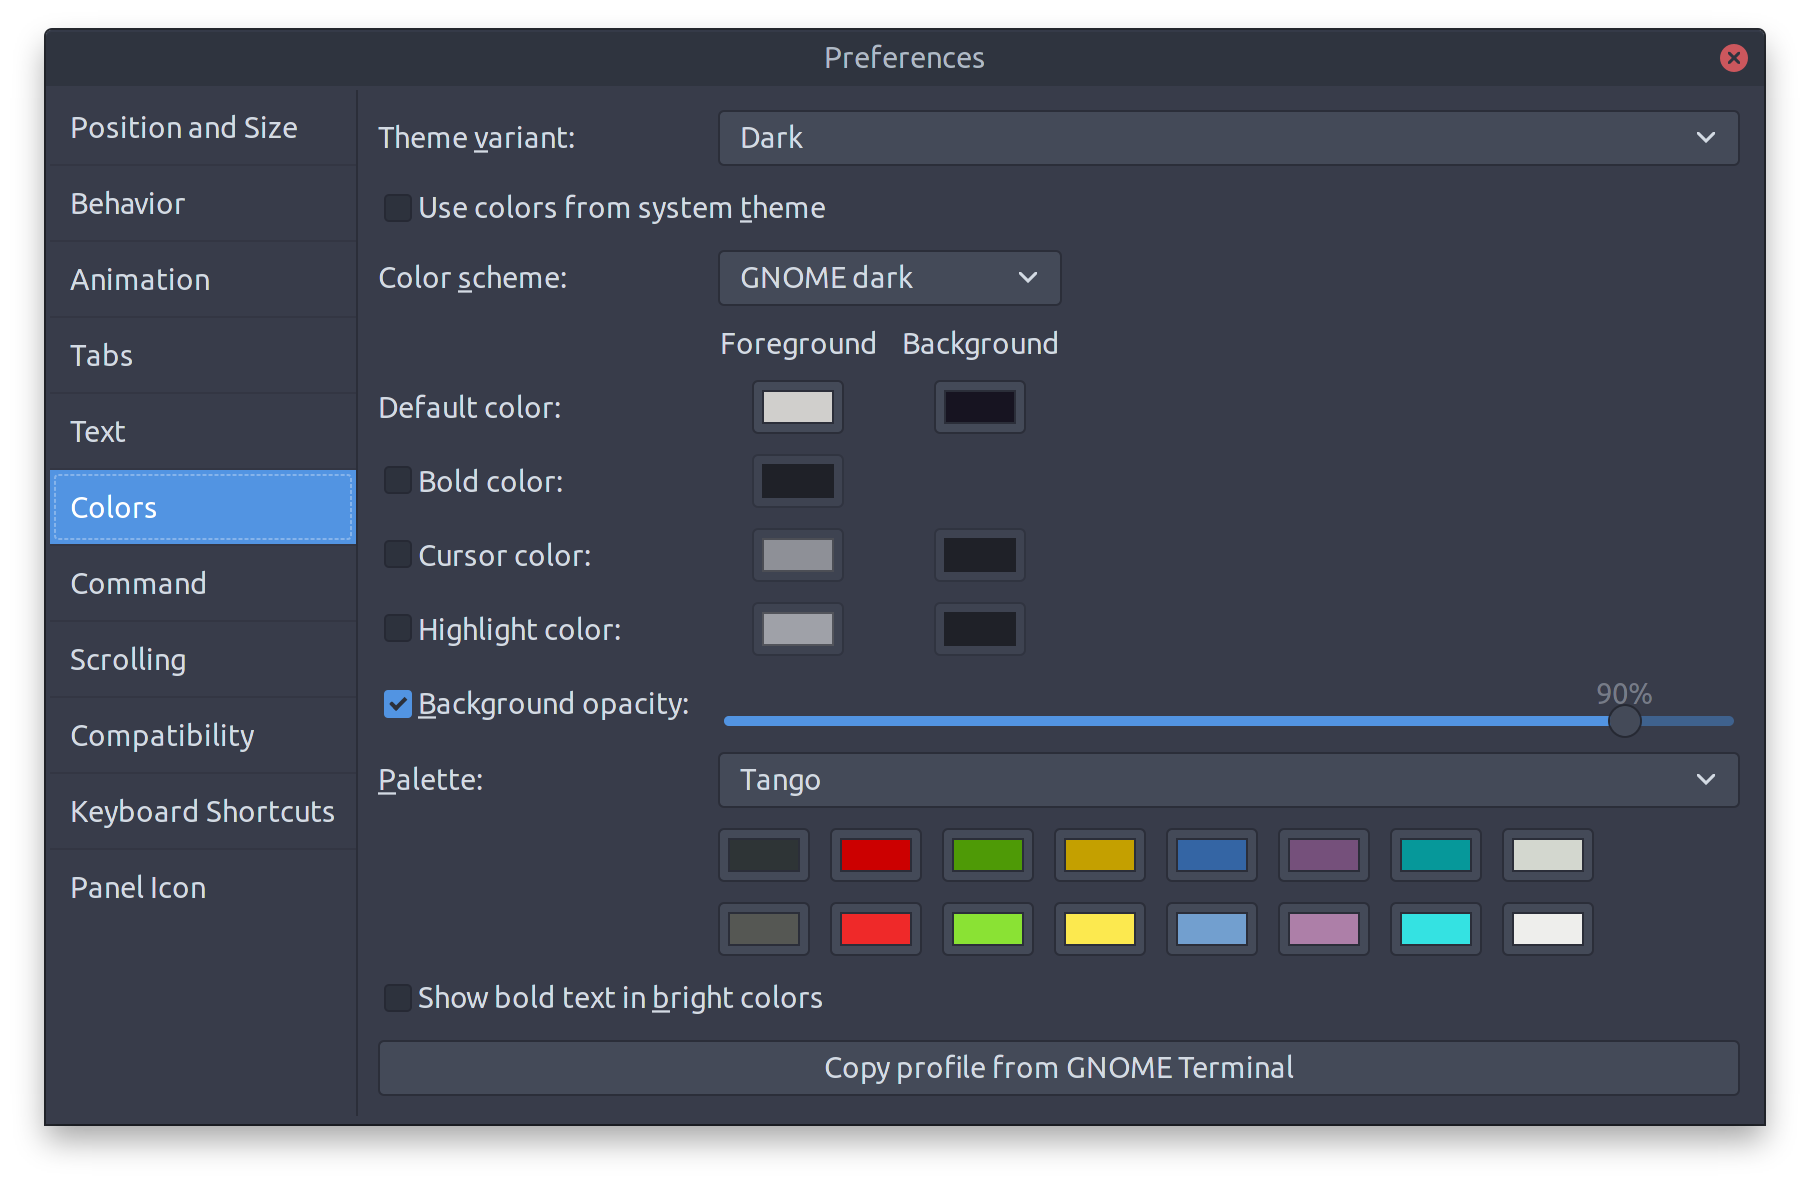 Preferences
Position and Size
Behavior
Animation
Tabs
Text
Colors
Command
Scrolling
Compatibility
Keyboard Shortcuts
Panel Icon
Theme variant:
Dark
Use colors from system theme
Color scheme:
GNOME dark
Foreground Background
Default color:
Bold color:
Cursor color:
Highlight color:
Background opacity:
90%
Palette:
Tango
Show bold text in bright colors
Copy profile from GNOME Terminal